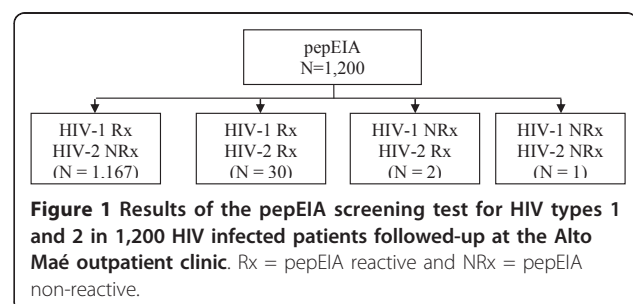 pepEIA
N=1,200
HIV-1 Rx
HIV-2 NRx
(N = 1,167)
HIV-1 Rx
HIV-2 Rx
(N = 30)
HIV-1 NRx
HIV-2 Rx
(N = 2)
HIV-1 NRx
HIV-2 NRx
(N = 1)
Figure 1 Results of the pepEIA screening test for HIV types 1
and 2 in 1,200 HIV infected patients followed-up at the Alto
Maé outpatient clinic. Rx = pepEIA reactive and NRx = pepEIA
non-reactive.